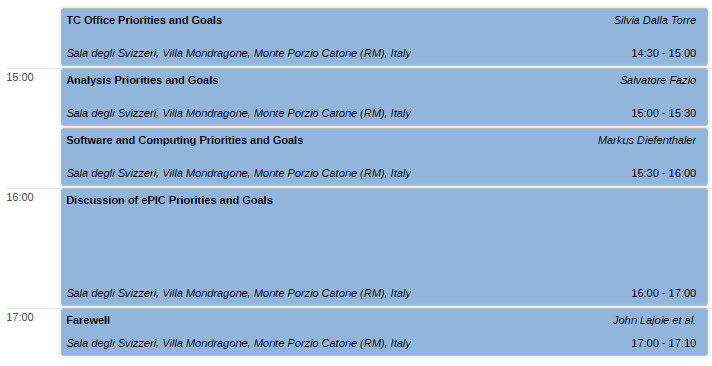 TC Office Priorities and Goals Silvia Dalla Torre
Sala degli Svizzeri, Villa Mondragone, Monte Porzio Catone (RM), Italy 14:30 - 15:00
15:00 Analysis Priorities and Goals Salvatore Fazio
Sala degli Svizzeri, Villa Mondragone, Monte Porzio Catone (RM), Italy 15:00 - 15:30
Software and Computing Priorities and Goals Markus Diefenthaler
Sala degli Svizzeri, Villa Mondragone, Monte Porzio Catone (RM), Italy 15:30 - 16:00
16:00 Discussion of ePIC Priorities and Goals
Sala degli Svizzeri, Villa Mondragone, Monte Porzio Catone (RM), Italy 16:00 - 17:00
17:00 Farewell John Lajoie et al.
Sala degli Svizzeri, Villa Mondragone, Monte Porzio Catone (RM), Italy 17:00 - 17:10